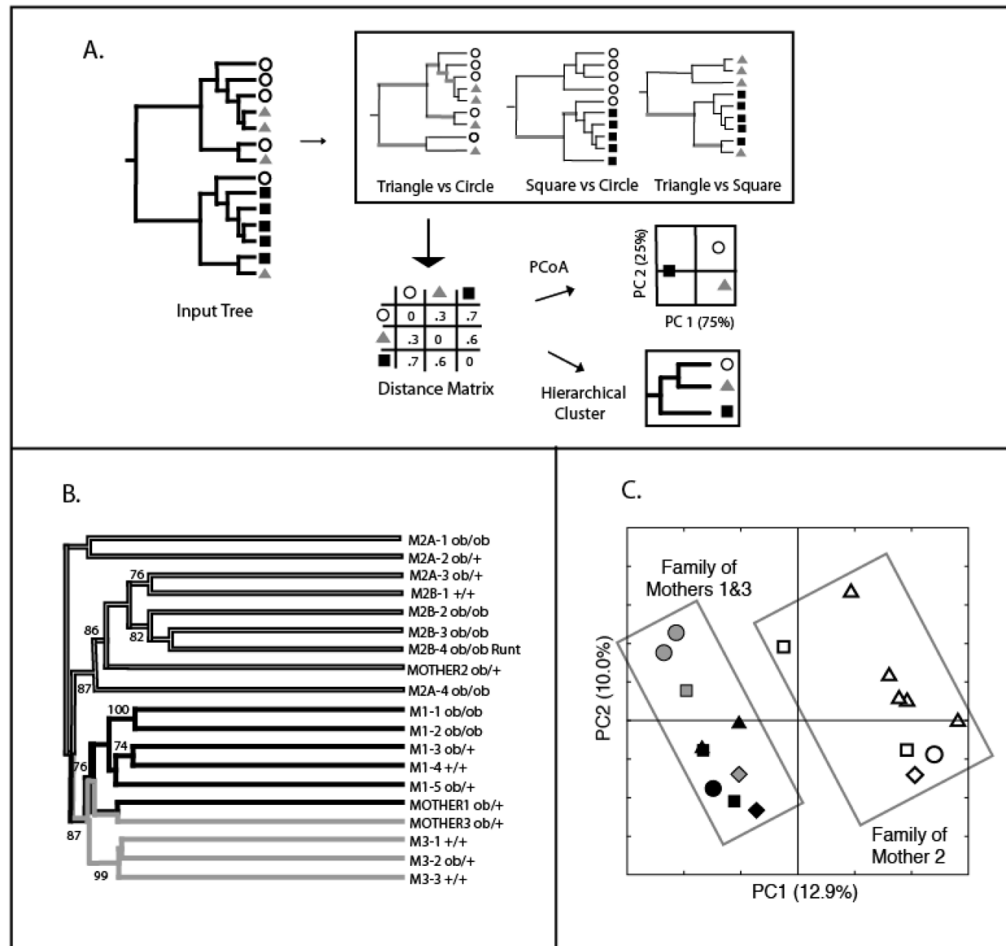 A.
Input Tree
Triangle vs Circle
Square vs Circle
Triangle vs Square
0 .3 .7
.3 0 .6
.7 .6 0
Distance Matrix
PCoA
PC 2 (25%)
PC 1 (75%)
Hierarchical
Cluster
B.
M2A-1 ob/ob
M2A-2 ob/+
M2A-3 ob/+
M2B-1 +/+
M2B-2 ob/ob
M2B-3 ob/ob
M2B-4 ob/ob Runt
MOTHER2 ob/+
M2A-4 ob/ob
M1-1 ob/ob
M1-2 ob/ob
M1-3 ob/+
M1-4 +/+
M1-5 ob/+
MOTHER1 ob/+
MOTHER3 ob/+
M3-1 +/+
M3-2 ob/+
M3-3 +/+
76
82
86
87
100
74
76
87
99
C.
Family of
Mothers 1&3
Family of
Mother 2
PC2 (10.0%)
PC1 (12.9%)